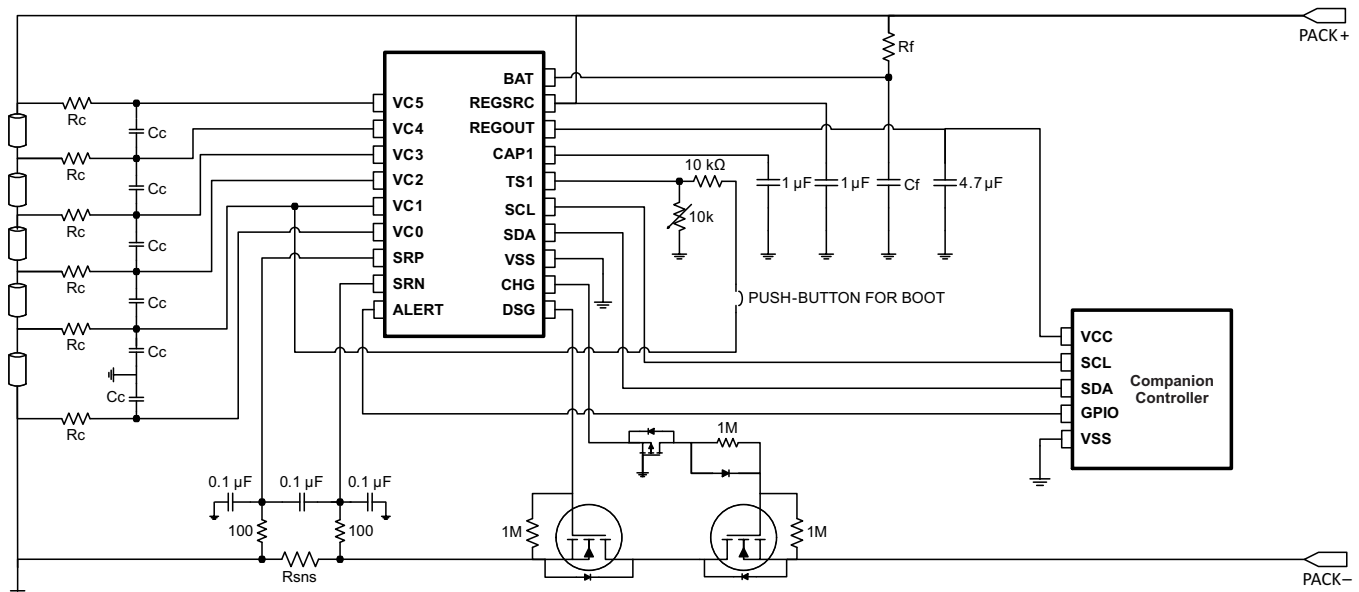 PACK+
Rf
BAT
VC5
REGSRC
Rc
Cc
VC4
REGOUT
VC3
CAP1
Rc
10 kΩ
VC2
TS1
1 µF
1 µF
Cf
4.7 µF
Cc
VC1
SCL
10k
Rc
VC0
SDA
Cc
SRP
VSS
Rc
SRN
CHG
PUSH-BUTTON FOR BOOT
Cc
ALERT
DSG
Rc
Cc
VCC
SCL
Companion
Controller
SDA
Cc
GPIO
Rc
1M
VSS
0.1 µF
0.1 µF
0.1 µF
100
100
1M
1M
Rsns
PACK–